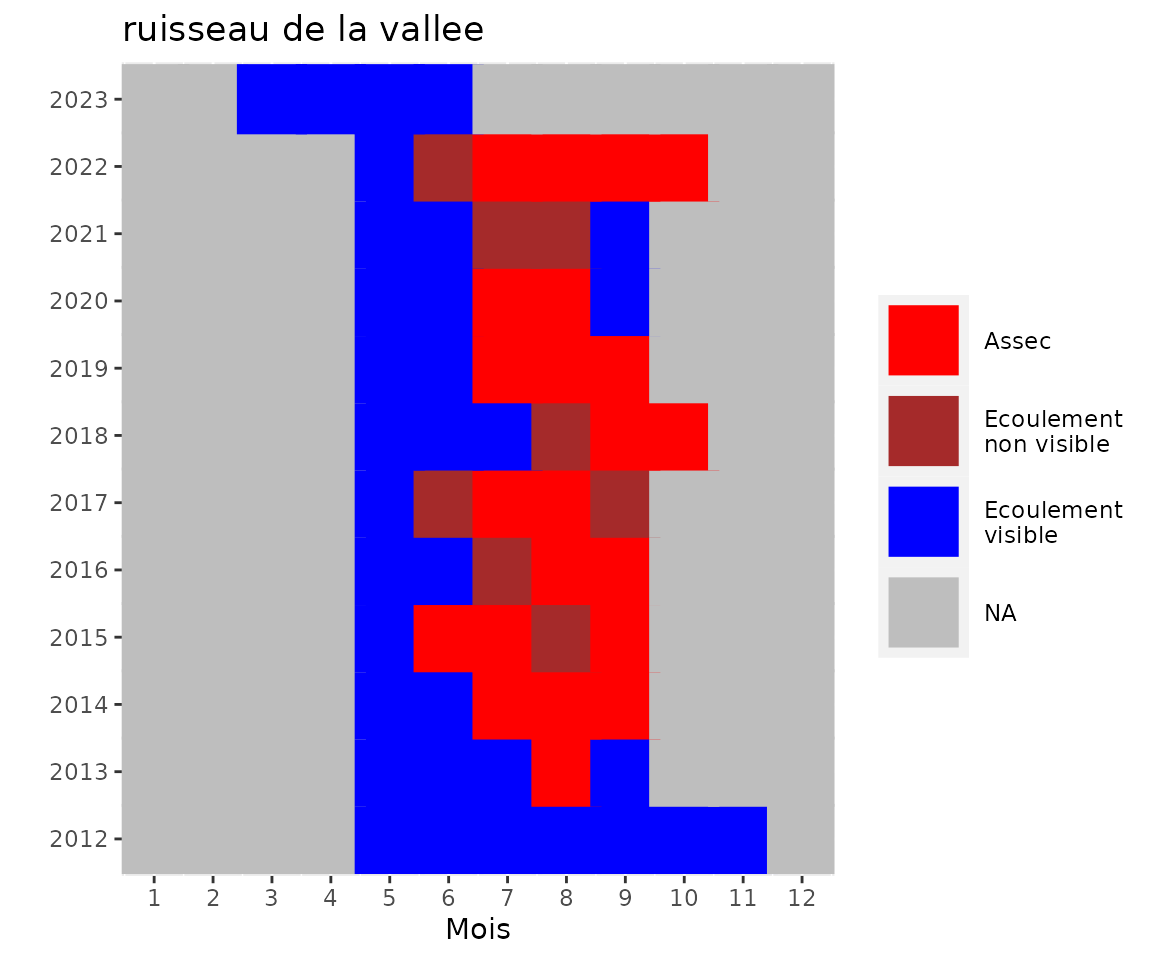 ruisseau de la vallee
2023
2022
2021
2020
2019
2018
2017
2016
2015
2014
2013
2012
1 2 3 4 5 6 7 8 9 10 11 12
Mois
Assec
Ecoulement
non visible
Ecoulement
visible
NA